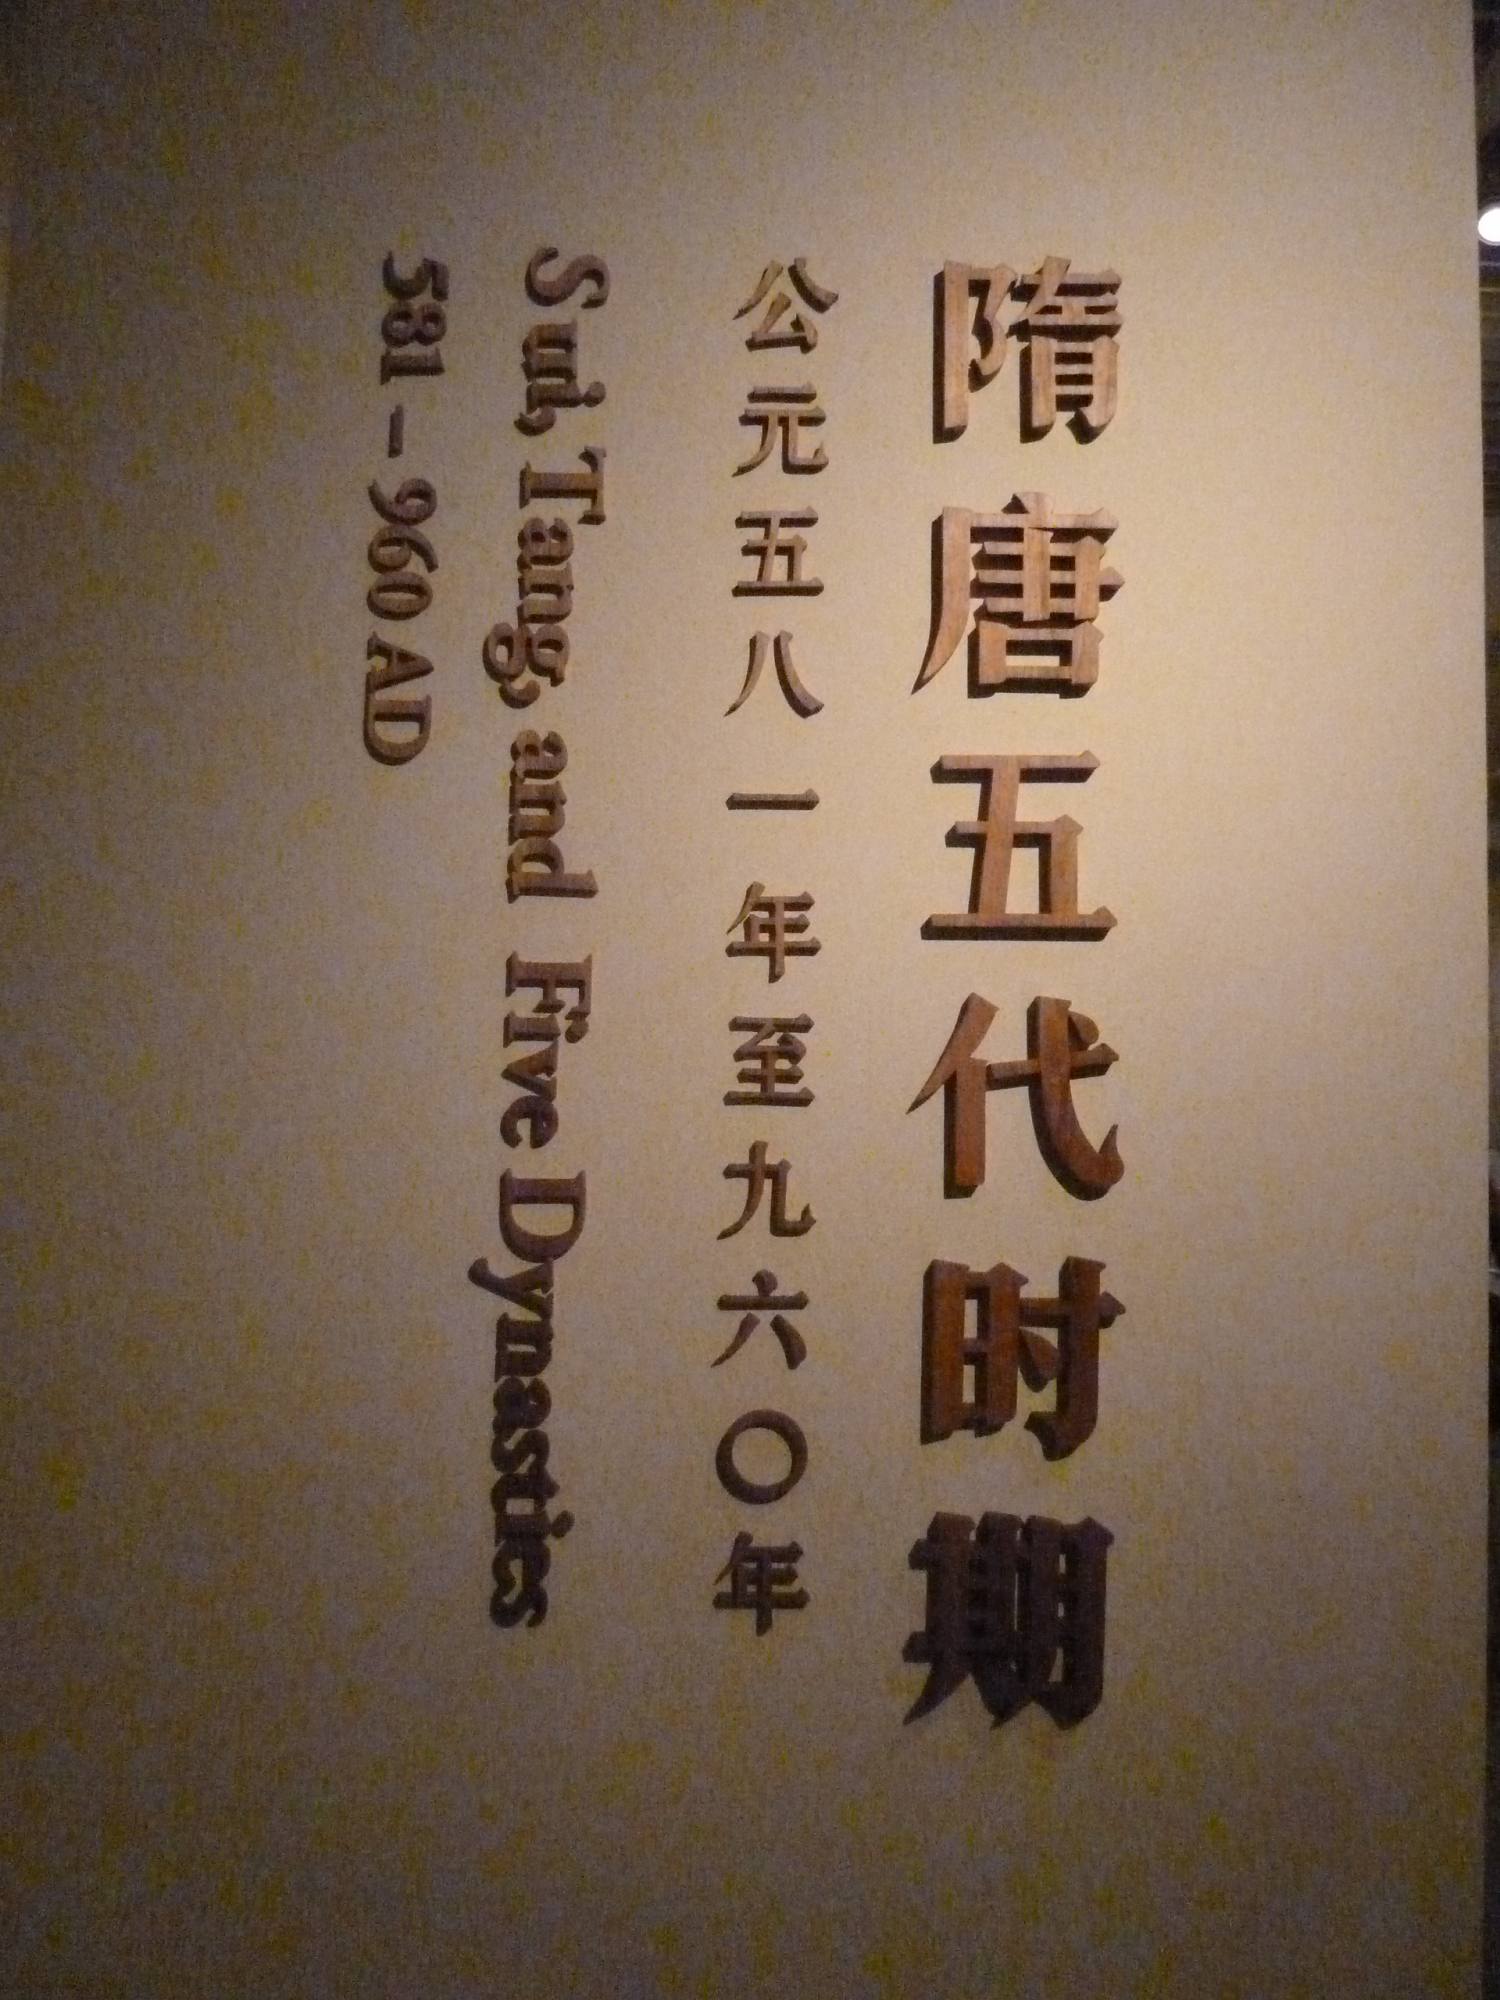 隋唐五代时期
公元五八一年至九六〇年
Sui, Tang, and Five Dynasties
581 – 960 AD